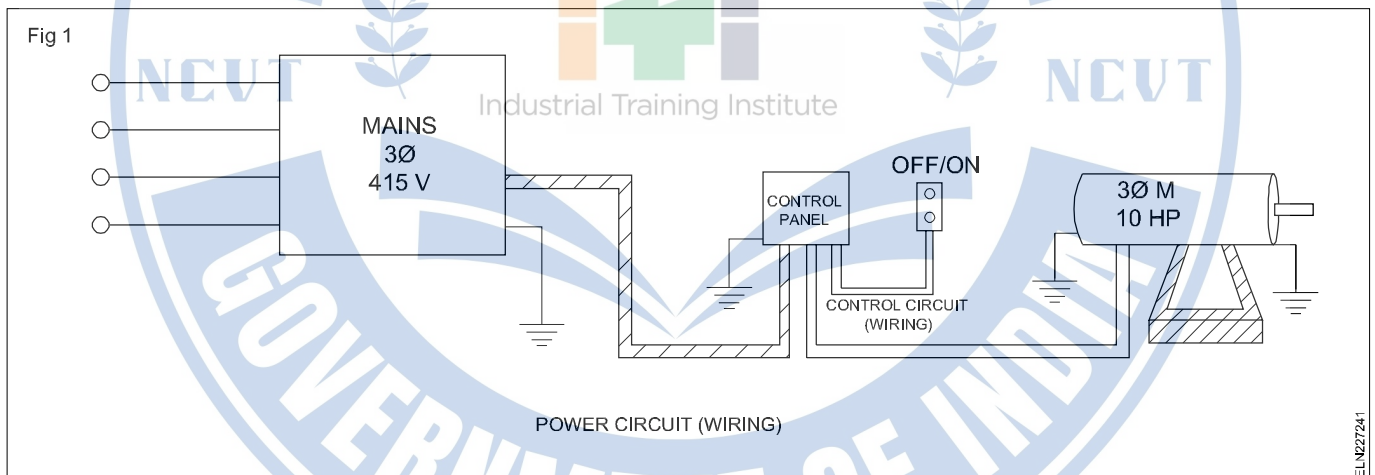 Fig 1
NCVT
Industrial Training Institute
NCVT
MAINS
3Ø
415 V
CONTROL
PANEL
OFF/ON
3Ø M
10 HP
CONTROL CIRCUIT
(WIRING)
POWER CIRCUIT (WIRING)
GOVERNMENT OF INDIA
ELN227241